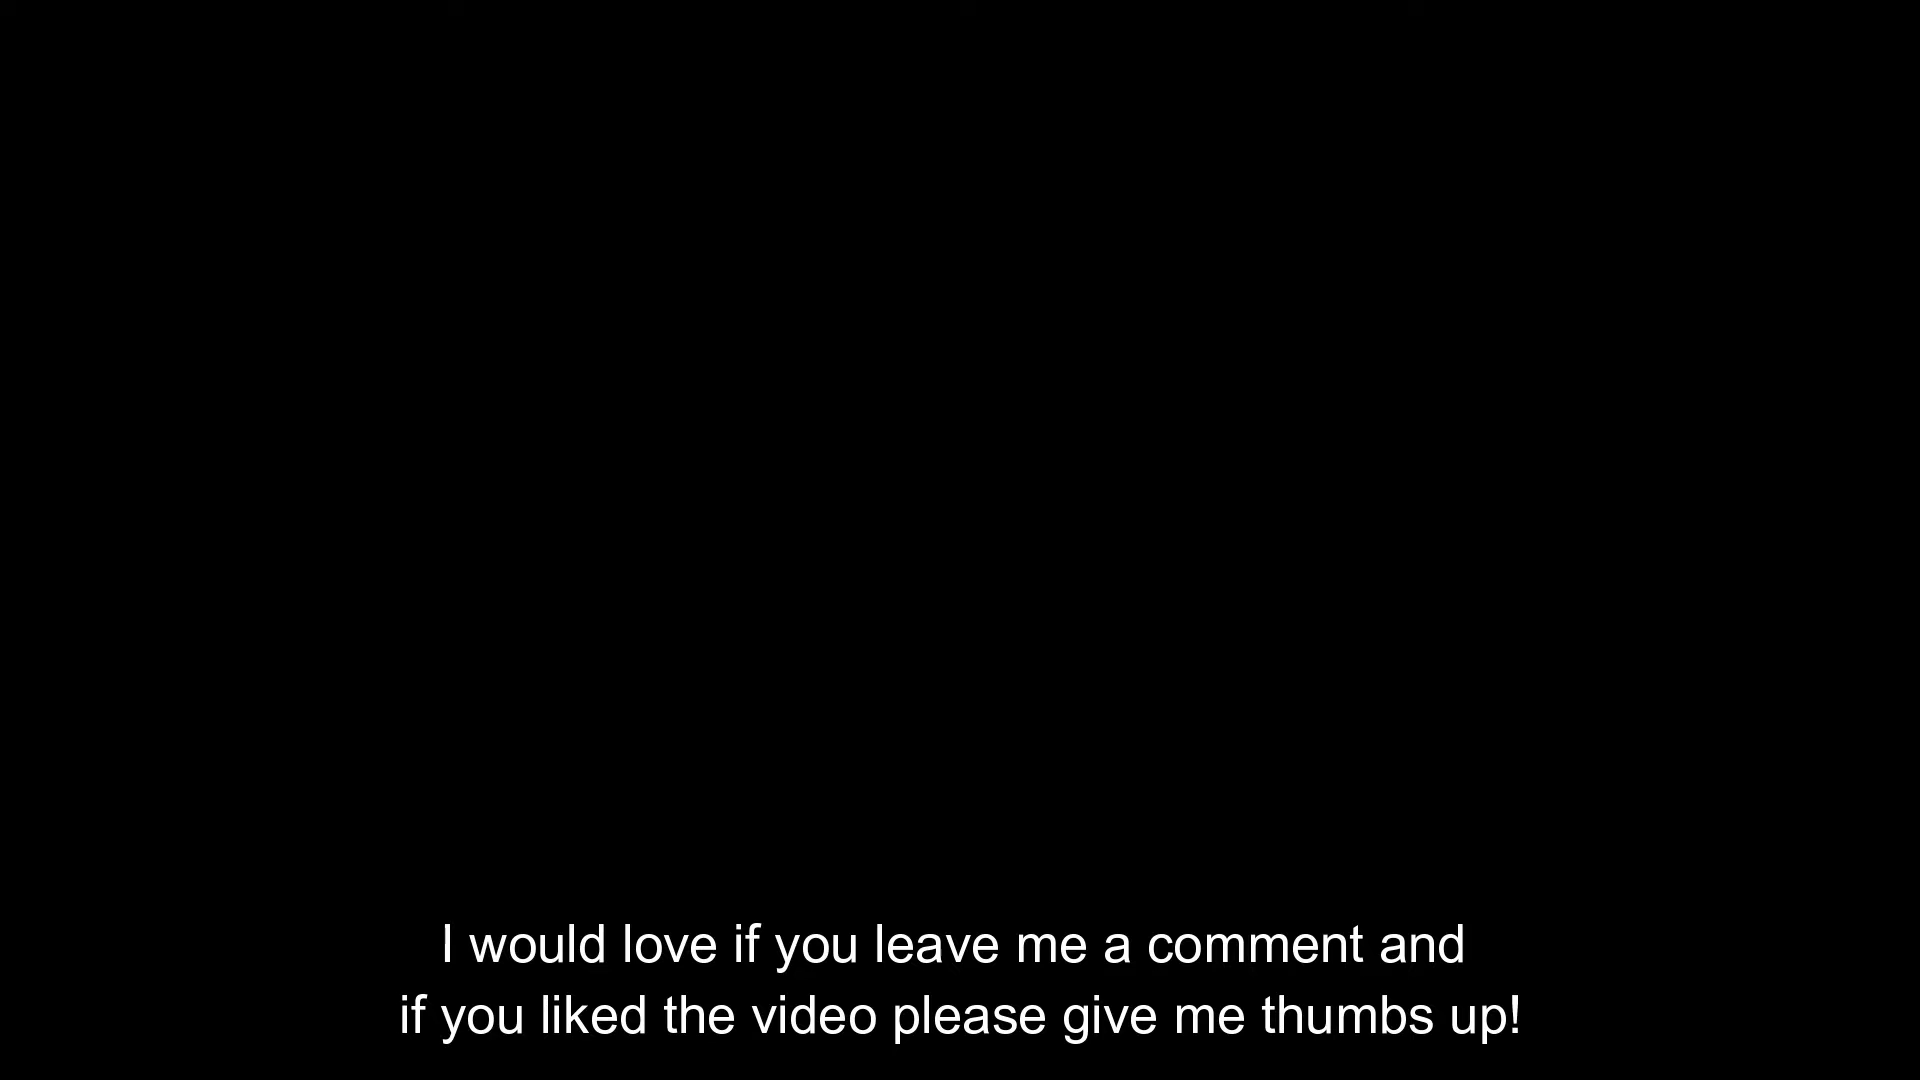 I would love if you leave me a comment and
if you liked the video please give me thumbs up!